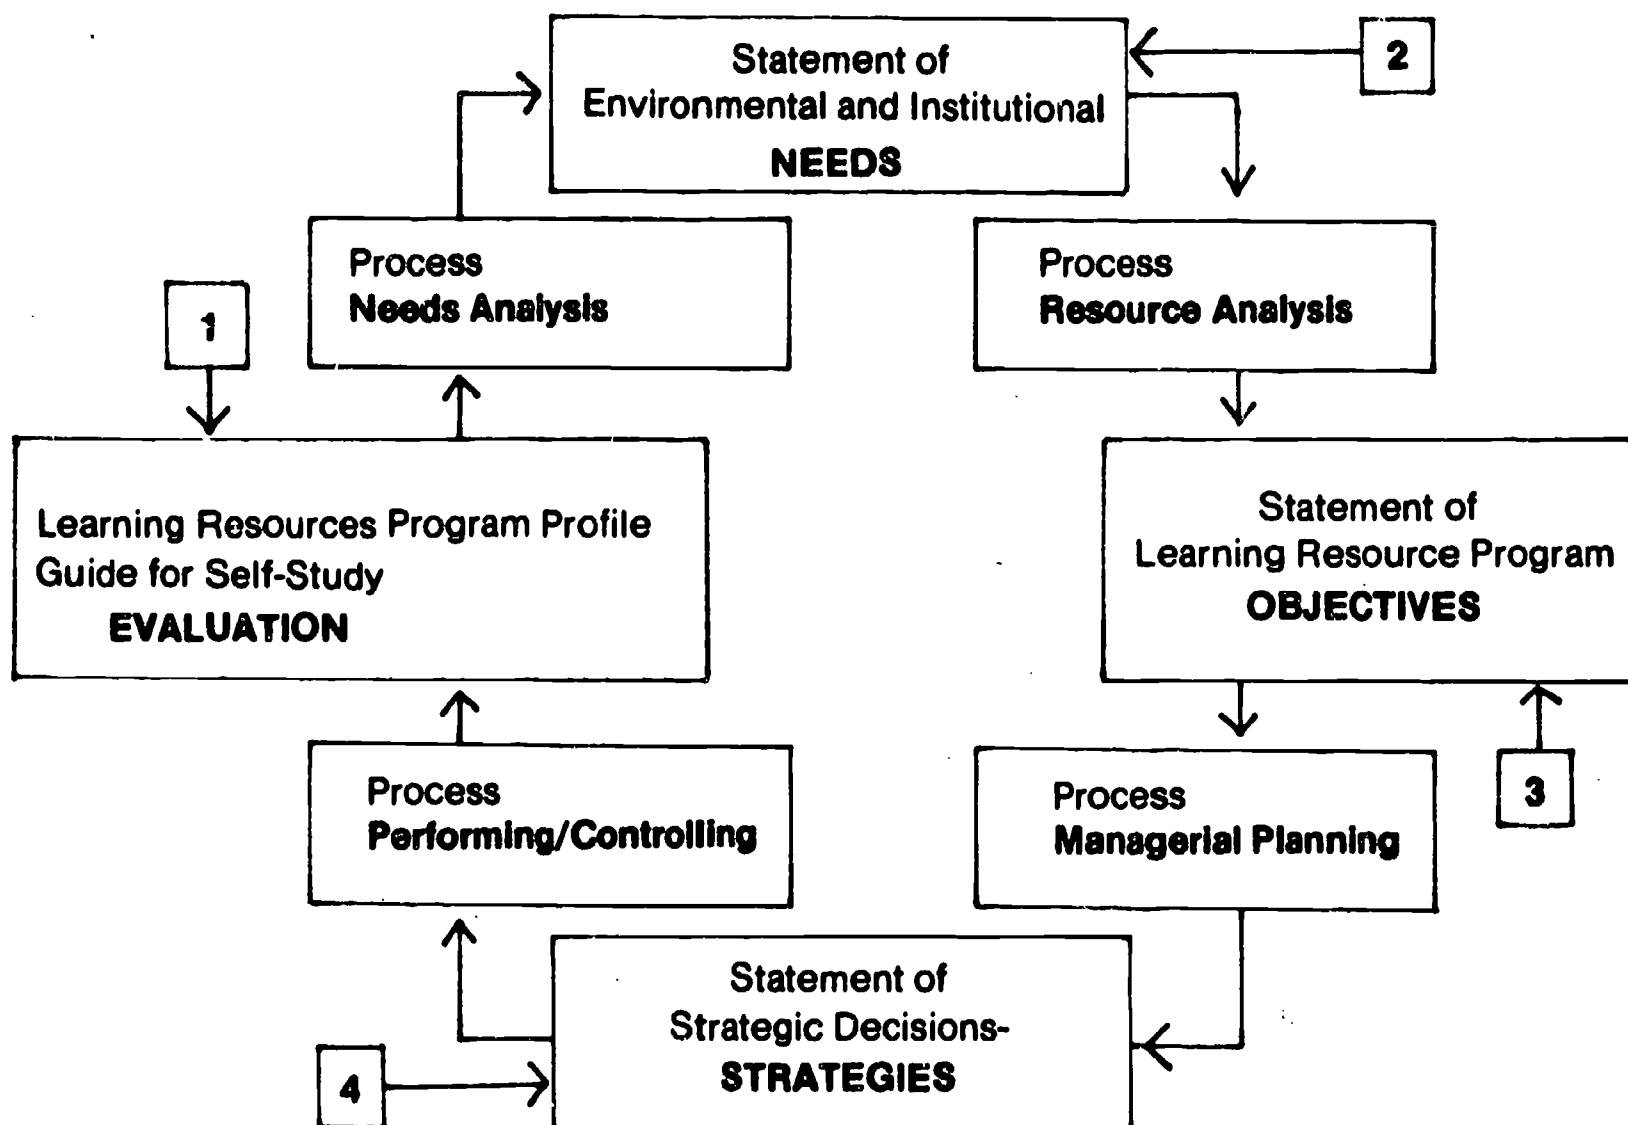 Statement of
Environmental and Institutional
NEEDS
2
Process
Needs Analysis
Process
Resource Analysis
1
Learning Resources Program Profile
Guide for Self-Study
EVALUATION
Statement of
Learning Resource Program
OBJECTIVES
Process
Performing/Controlling
Process
Managerial Planning
3
Statement of
Strategic Decisions-
STRATEGIES
4